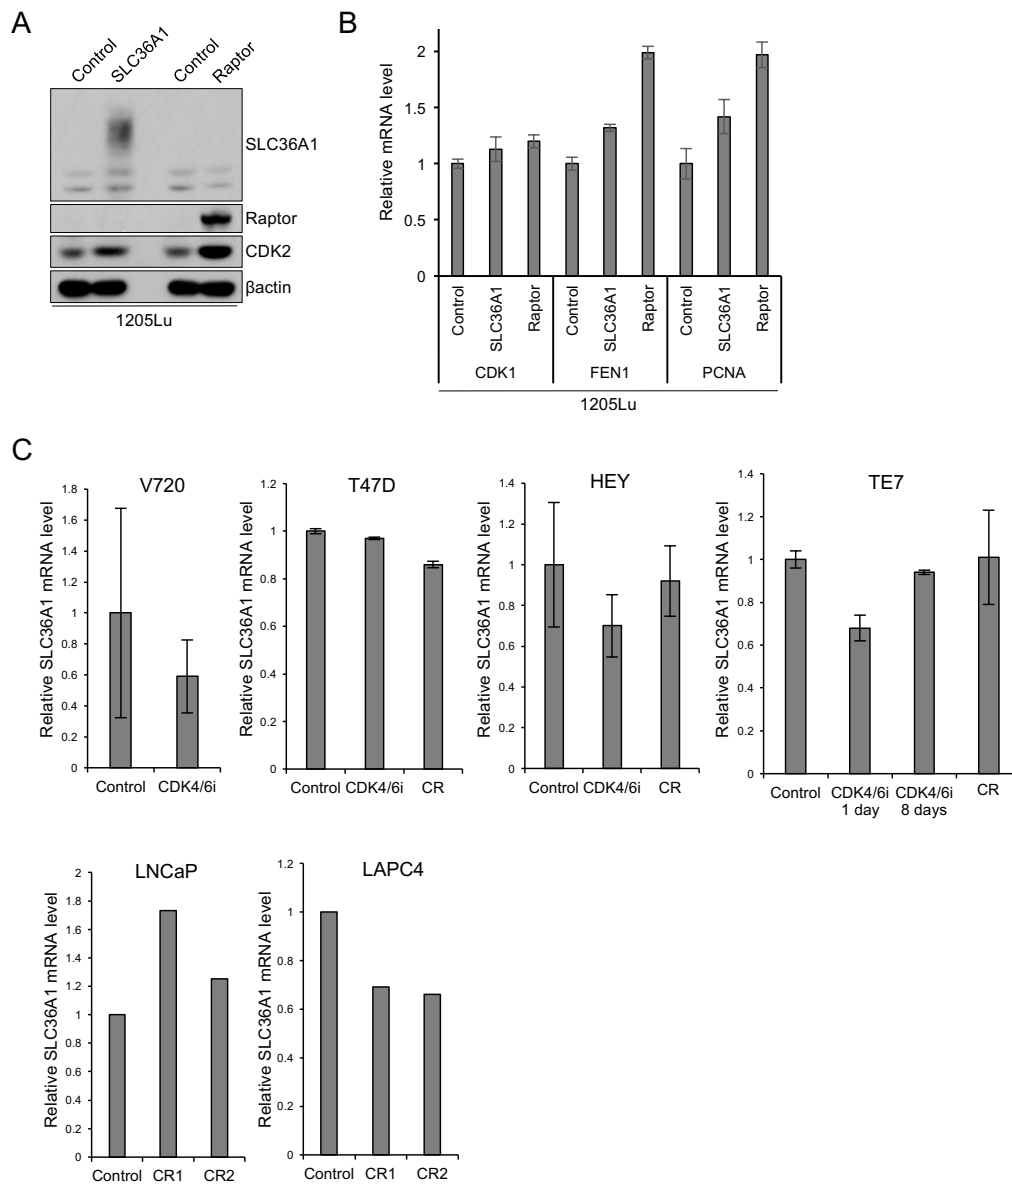 A
Control
SLC36A1
Control
Raptor
SLC36A1
Raptor
CDK2
βactin
1205Lu
B
Relative mRNA level
2
1.5
1
0.5
0
Control
SLC36A1
Raptor
Control
SLC36A1
Raptor
Control
SLC36A1
Raptor
CDK1 FEN1 PCNA
1205Lu
C
V720
Relative SLC36A1 mRNA level
1.8
1.6
1.4
1.2
1
0.8
0.6
0.4
0.2
0
Control CDK4/6i
T47D
Relative SLC36A1 mRNA level
1.2
1
0.8
0.6
0.4
0.2
0
Control CDK4/6i CR
HEY
Relative SLC36A1 mRNA level
1.4
1.2
1
0.8
0.6
0.4
0.2
0
Control CDK4/6i CR
TE7
Relative SLC36A1 mRNA level
1.4
1.2
1
0.8
0.6
0.4
0.2
0
Control CDK4/6i CDK4/6i CR
1 day 8 days
LNCaP
Relative SLC36A1 mRNA level
2
1.8
1.6
1.4
1.2
1
0.8
0.6
0.4
0.2
0
Control CR1 CR2
LAPC4
Relative SLC36A1 mRNA level
1.2
1
0.8
0.6
0.4
0.2
0
Control CR1 CR2